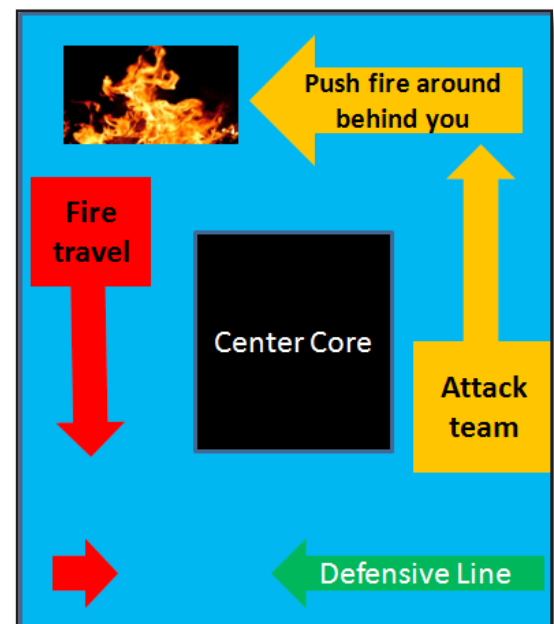 Push fire around
behind you
Fire
travel
Center Core
Attack
team
Defensive Line